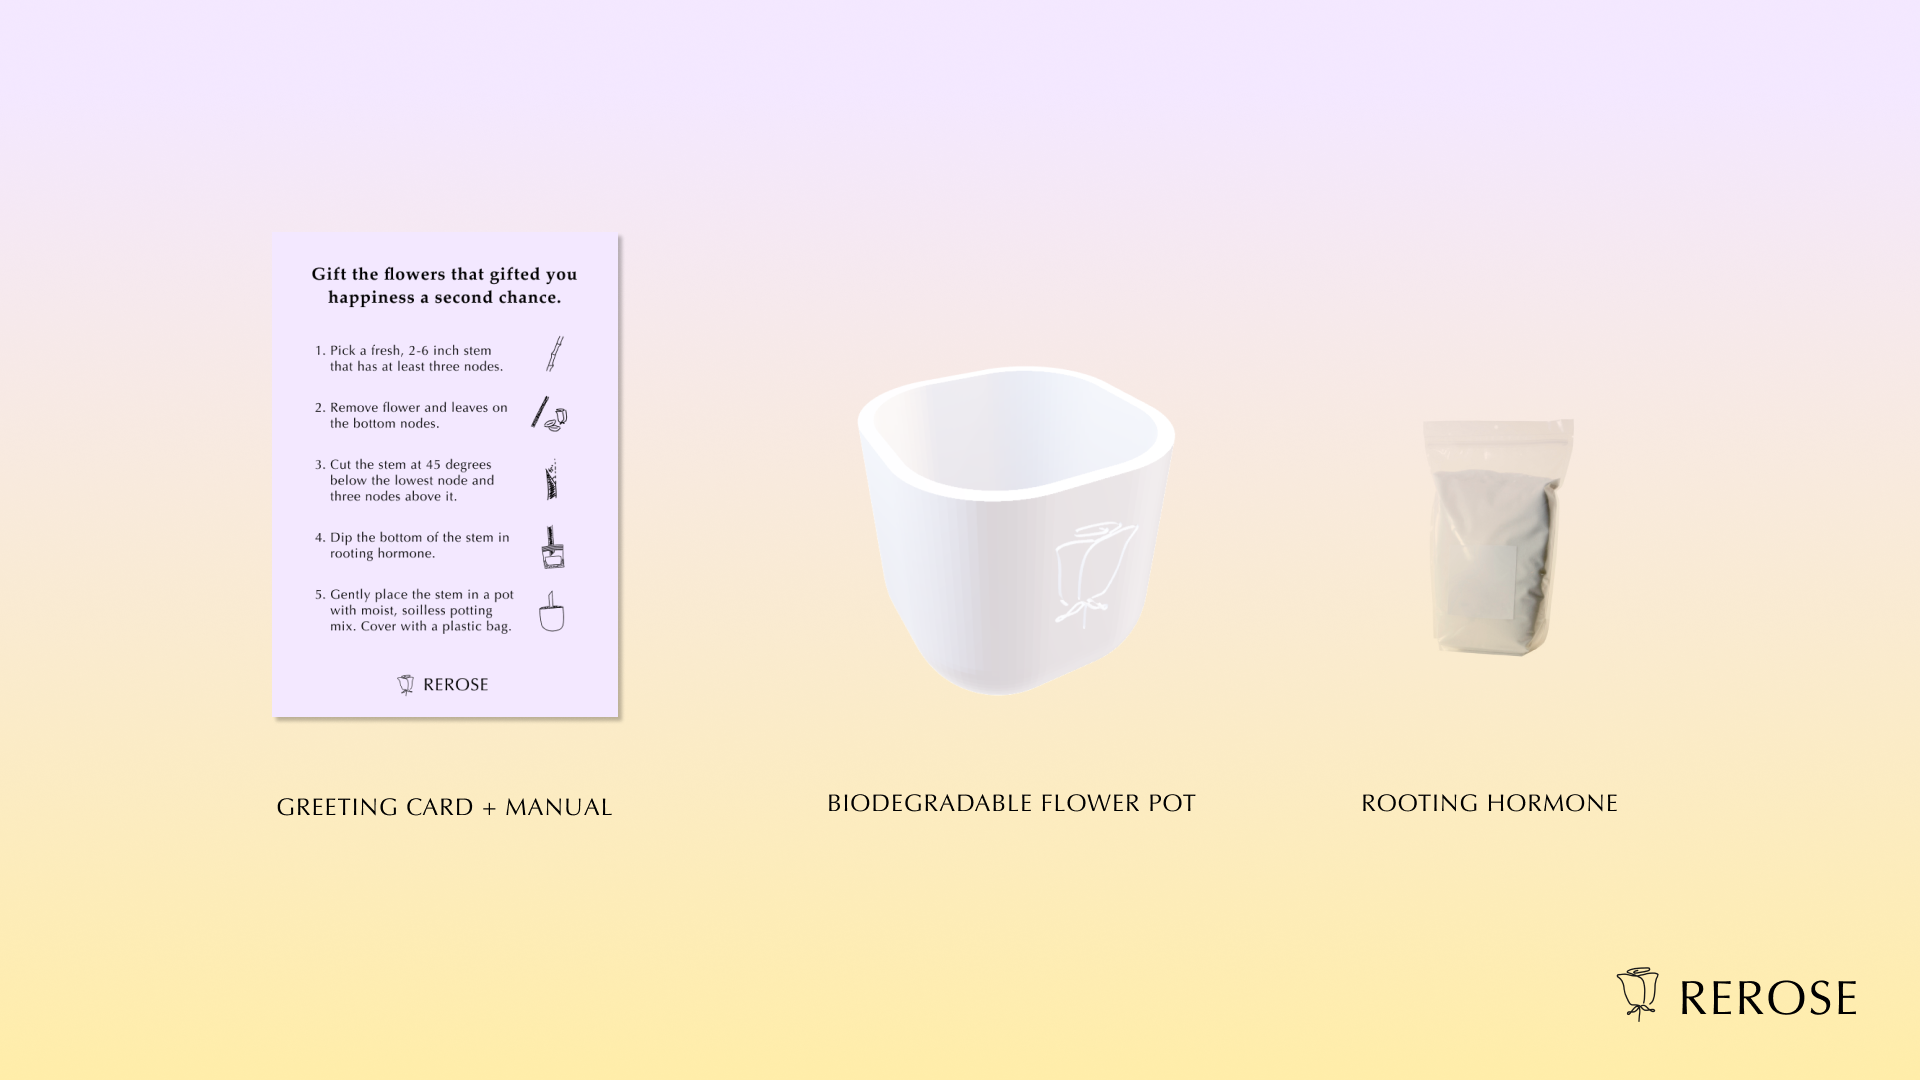 Gift the flowers that gifted you
happiness a second chance.
1. Pick a fresh, 2-6 inch stem
that has at least three nodes.
2. Remove flower and leaves on
the bottom nodes.
3. Cut the stem at 45 degrees
below the lowest node and
three nodes above it.
4. Dip the bottom of the stem in
rooting hormone.
5. Gently place the stem in a pot
with moist, soilless potting
mix. Cover with a plastic bag.
REROSE
GREETING CARD + MANUAL
BIODEGRADABLE FLOWER POT
ROOTING HORMONE
REROSE